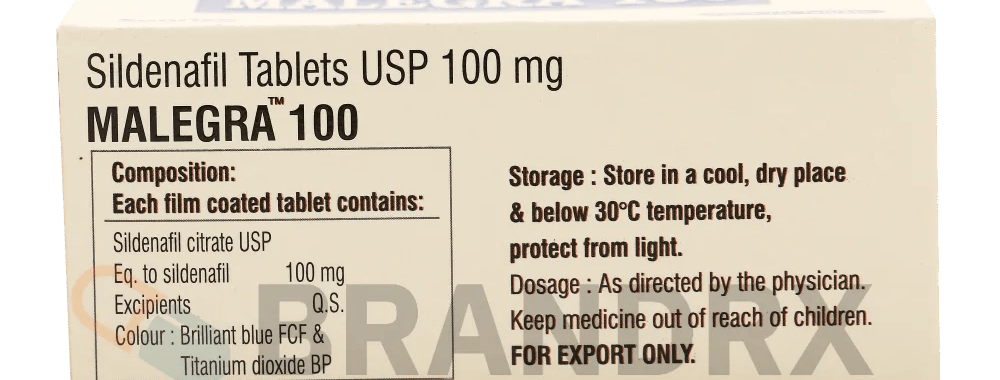 MALEGRA 100
Sildenafil Tablets USP 100 mg
MALEGRA™ 100
Composition:
Each film coated tablet contains:
Sildenafil citrate USP
Eq. to sildenafil 100 mg
Excipients Q.S.
Colour : Brilliant blue FCF &
Titanium dioxide BP
Storage : Store in a cool, dry place
& below 30°C temperature,
protect from light.
Dosage : As directed by the physician.
Keep medicine out of reach of children.
FOR EXPORT ONLY.
BRANDRX